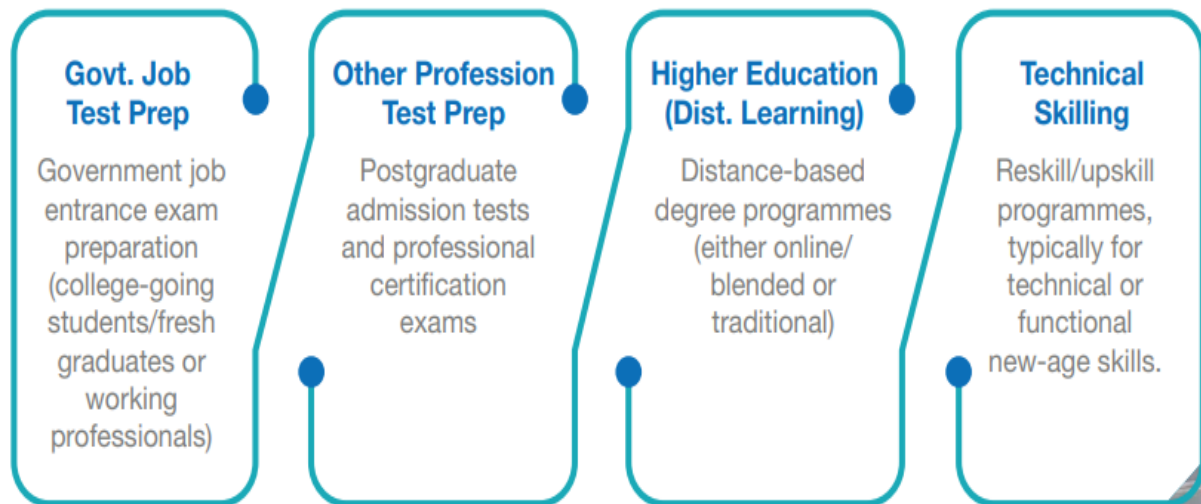 Govt. Job
Test Prep
Government job
entrance exam
preparation
(college-going
students/fresh
graduates or
working
professionals)
Other Profession
Test Prep
Postgraduate
admission tests
and professional
certification
exams
Higher Education
(Dist. Learning)
Distance-based
degree programmes
(either online/
blended or
traditional)
Technical
Skilling
Reskill/upskill
programmes,
typically for
technical or
functional
new-age skills.